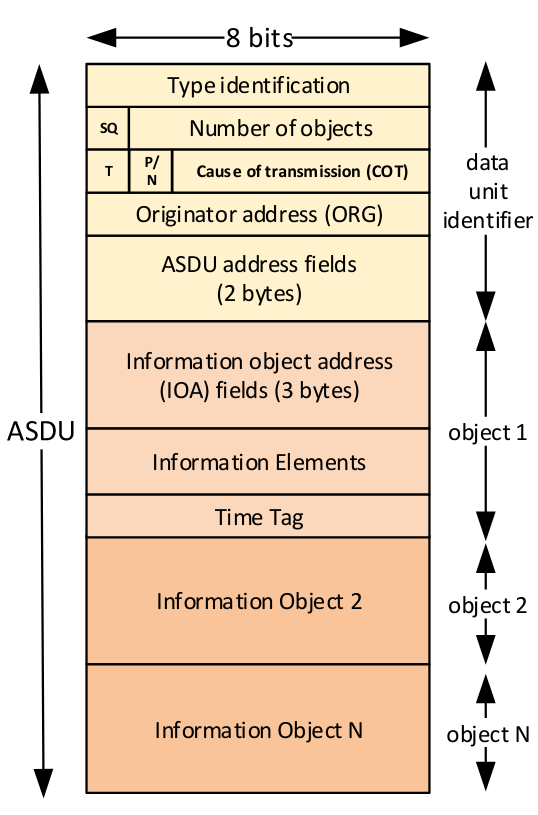 8 bits
Type identification
SQ
Number of objects
T
P/
N
Cause of transmission (COT)
Originator address (ORG)
ASDU address fields
(2 bytes)
data
unit
identifier
Information object address
(IOA) fields (3 bytes)
ASDU
object 1
Information Elements
Time Tag
Information Object 2
object 2
Information Object N
object N